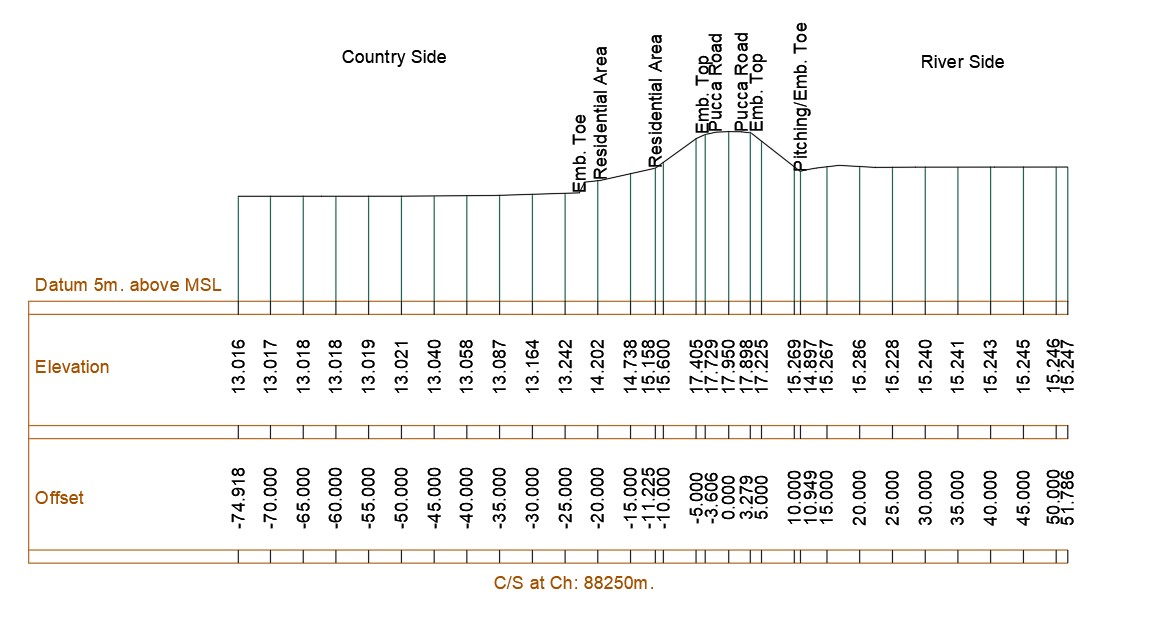 Country Side
River Side
Emb. Toe
Residential Area
Residential Area
Emb. Top
Pucca Road
Pucca Road
Emb. Top
Pitching/Emb. Toe
Datum 5m. above MSL
Elevation 13.016 13.017 13.018 13.018 13.019 13.021 13.040 13.058 13.087 13.164 13.242 14.202 14.738 15.158 15.600 17.405 17.729 17.950 17.898 17.225 15.269 14.897 15.267 15.286 15.228 15.240 15.241 15.243 15.245 15.246 15.247
Offset -74.918 -70.000 -65.000 -60.000 -55.000 -50.000 -45.000 -40.000 -35.000 -30.000 -25.000 -20.000 -15.000 -11.225 -10.000 -5.000 -3.606 0.000 3.279 5.000 10.000 10.949 15.000 20.000 25.000 30.000 35.000 40.000 45.000 50.000 51.786
C/S at Ch: 88250m.